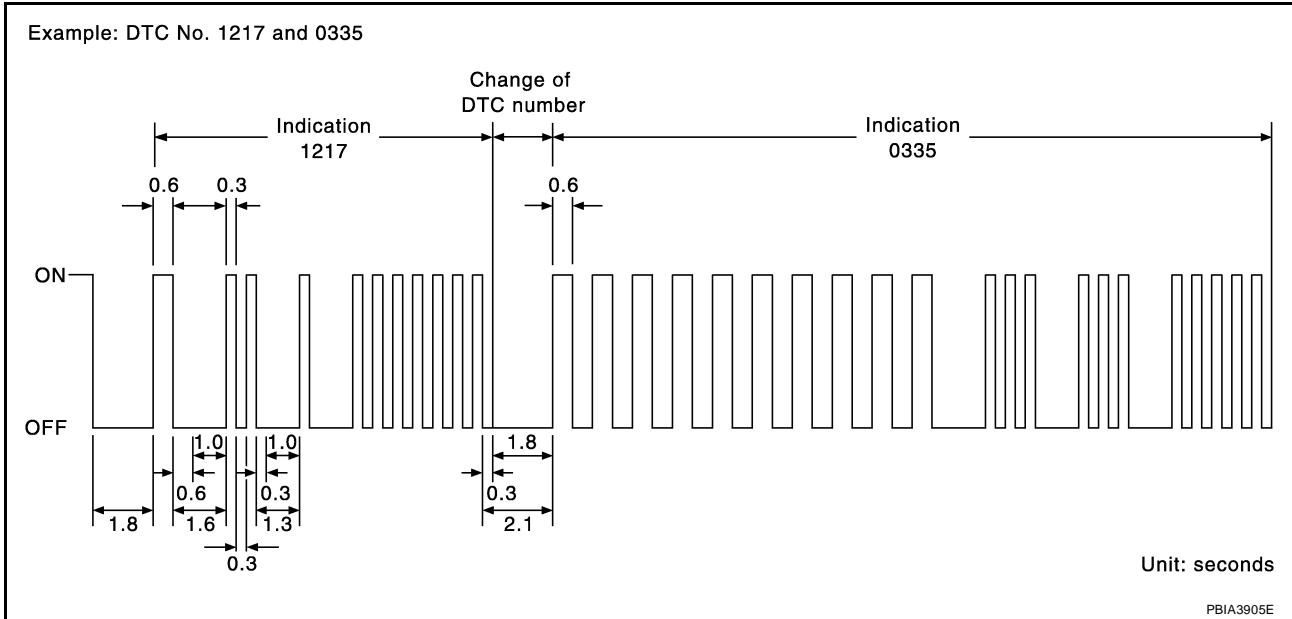 Example: DTC No. 1217 and 0335
Change of
DTC number
Indication
1217
Indication
0335
0.6
0.3
0.6
ON
OFF
1.0
1.0
1.8
0.6
0.3
0.3
1.8
1.6
1.3
2.1
0.3
Unit: seconds
PBIA3905E